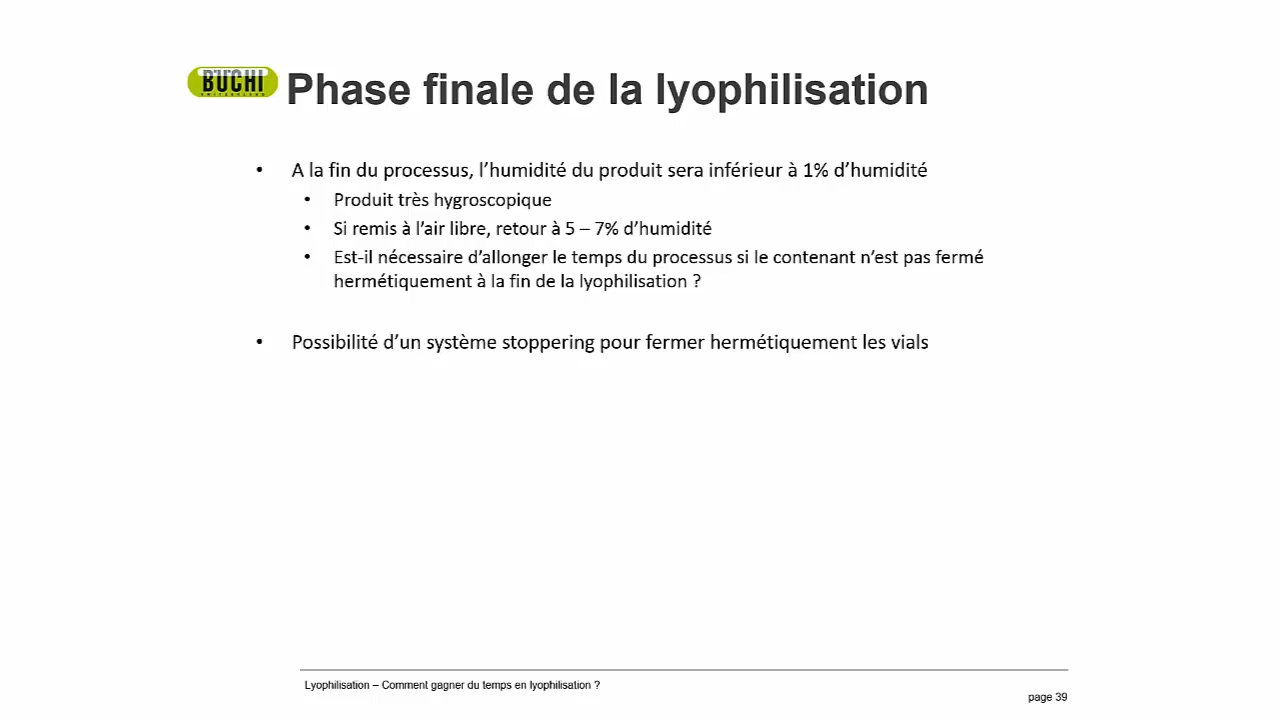 BÜCHI
SWITZERLAND
Phase finale de la lyophilisation
• A la fin du processus, l’humidité du produit sera inférieur à 1% d’humidité
• Produit très hygroscopique
• Si remis à l’air libre, retour à 5 – 7% d’humidité
• Est-il nécessaire d’allonger le temps du processus si le contenant n’est pas fermé
hermétiquement à la fin de la lyophilisation ?
• Possibilité d’un système stoppering pour fermer hermétiquement les vials
Lyophilisation – Comment gagner du temps en lyophilisation ?
page 39